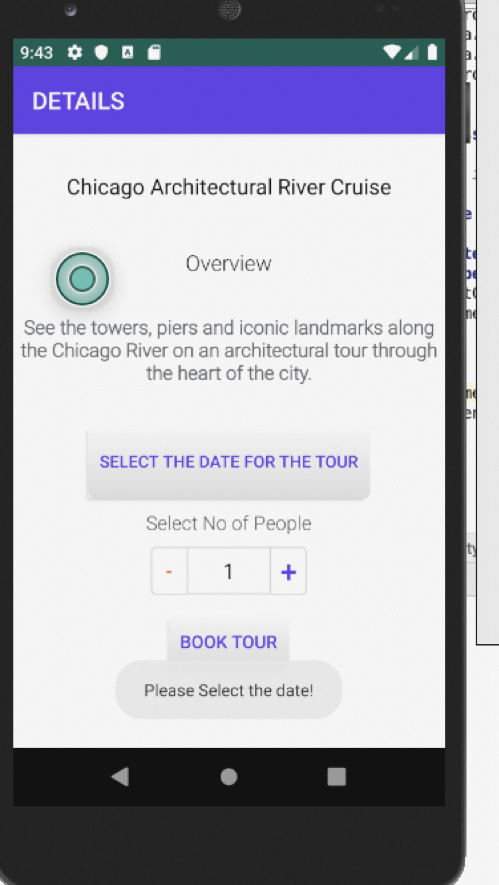 9:43
DETAILS
Chicago Architectural River Cruise
Overview
See the towers, piers and iconic landmarks along
the Chicago River on an architectural tour through
the heart of the city.
SELECT THE DATE FOR THE TOUR
Select No of People
- 1 +
BOOK TOUR
Please Select the date!